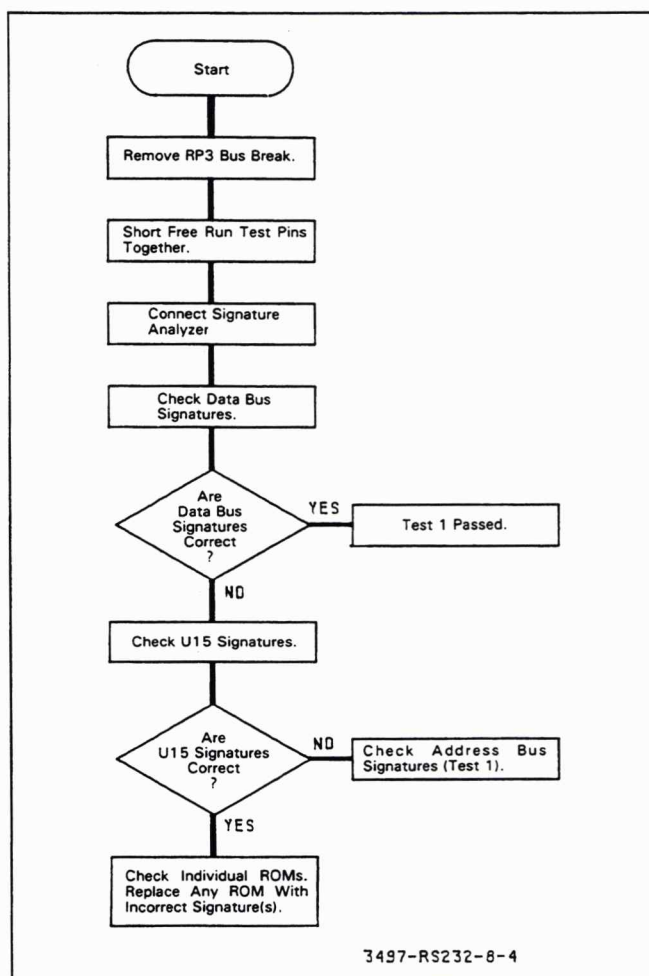 Start
Remove RP3 Bus Break.
Short Free Run Test Pins
Together.
Connect Signature
Analyzer
Check Data Bus
Signatures.
Are
Data Bus
Signatures
Correct
?
YES
Test 1 Passed.
NO
Check U15 Signatures.
Are
U15 Signatures
Correct
?
NO
Check Address Bus
Signatures (Test 1).
YES
Check Individual ROMs.
Replace Any ROM With
Incorrect Signature(s).
3497-RS232-8-4